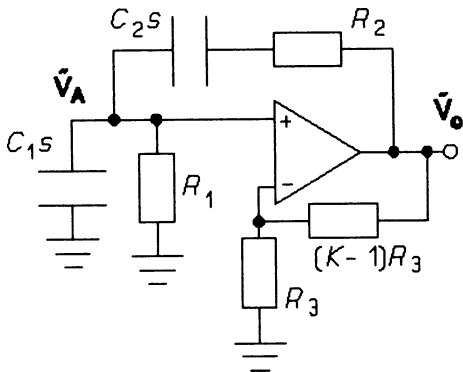 C₂s
R₂
ṼA
Ṽo
C₁s
+
R₁
−
(K−1)R₃
R₃